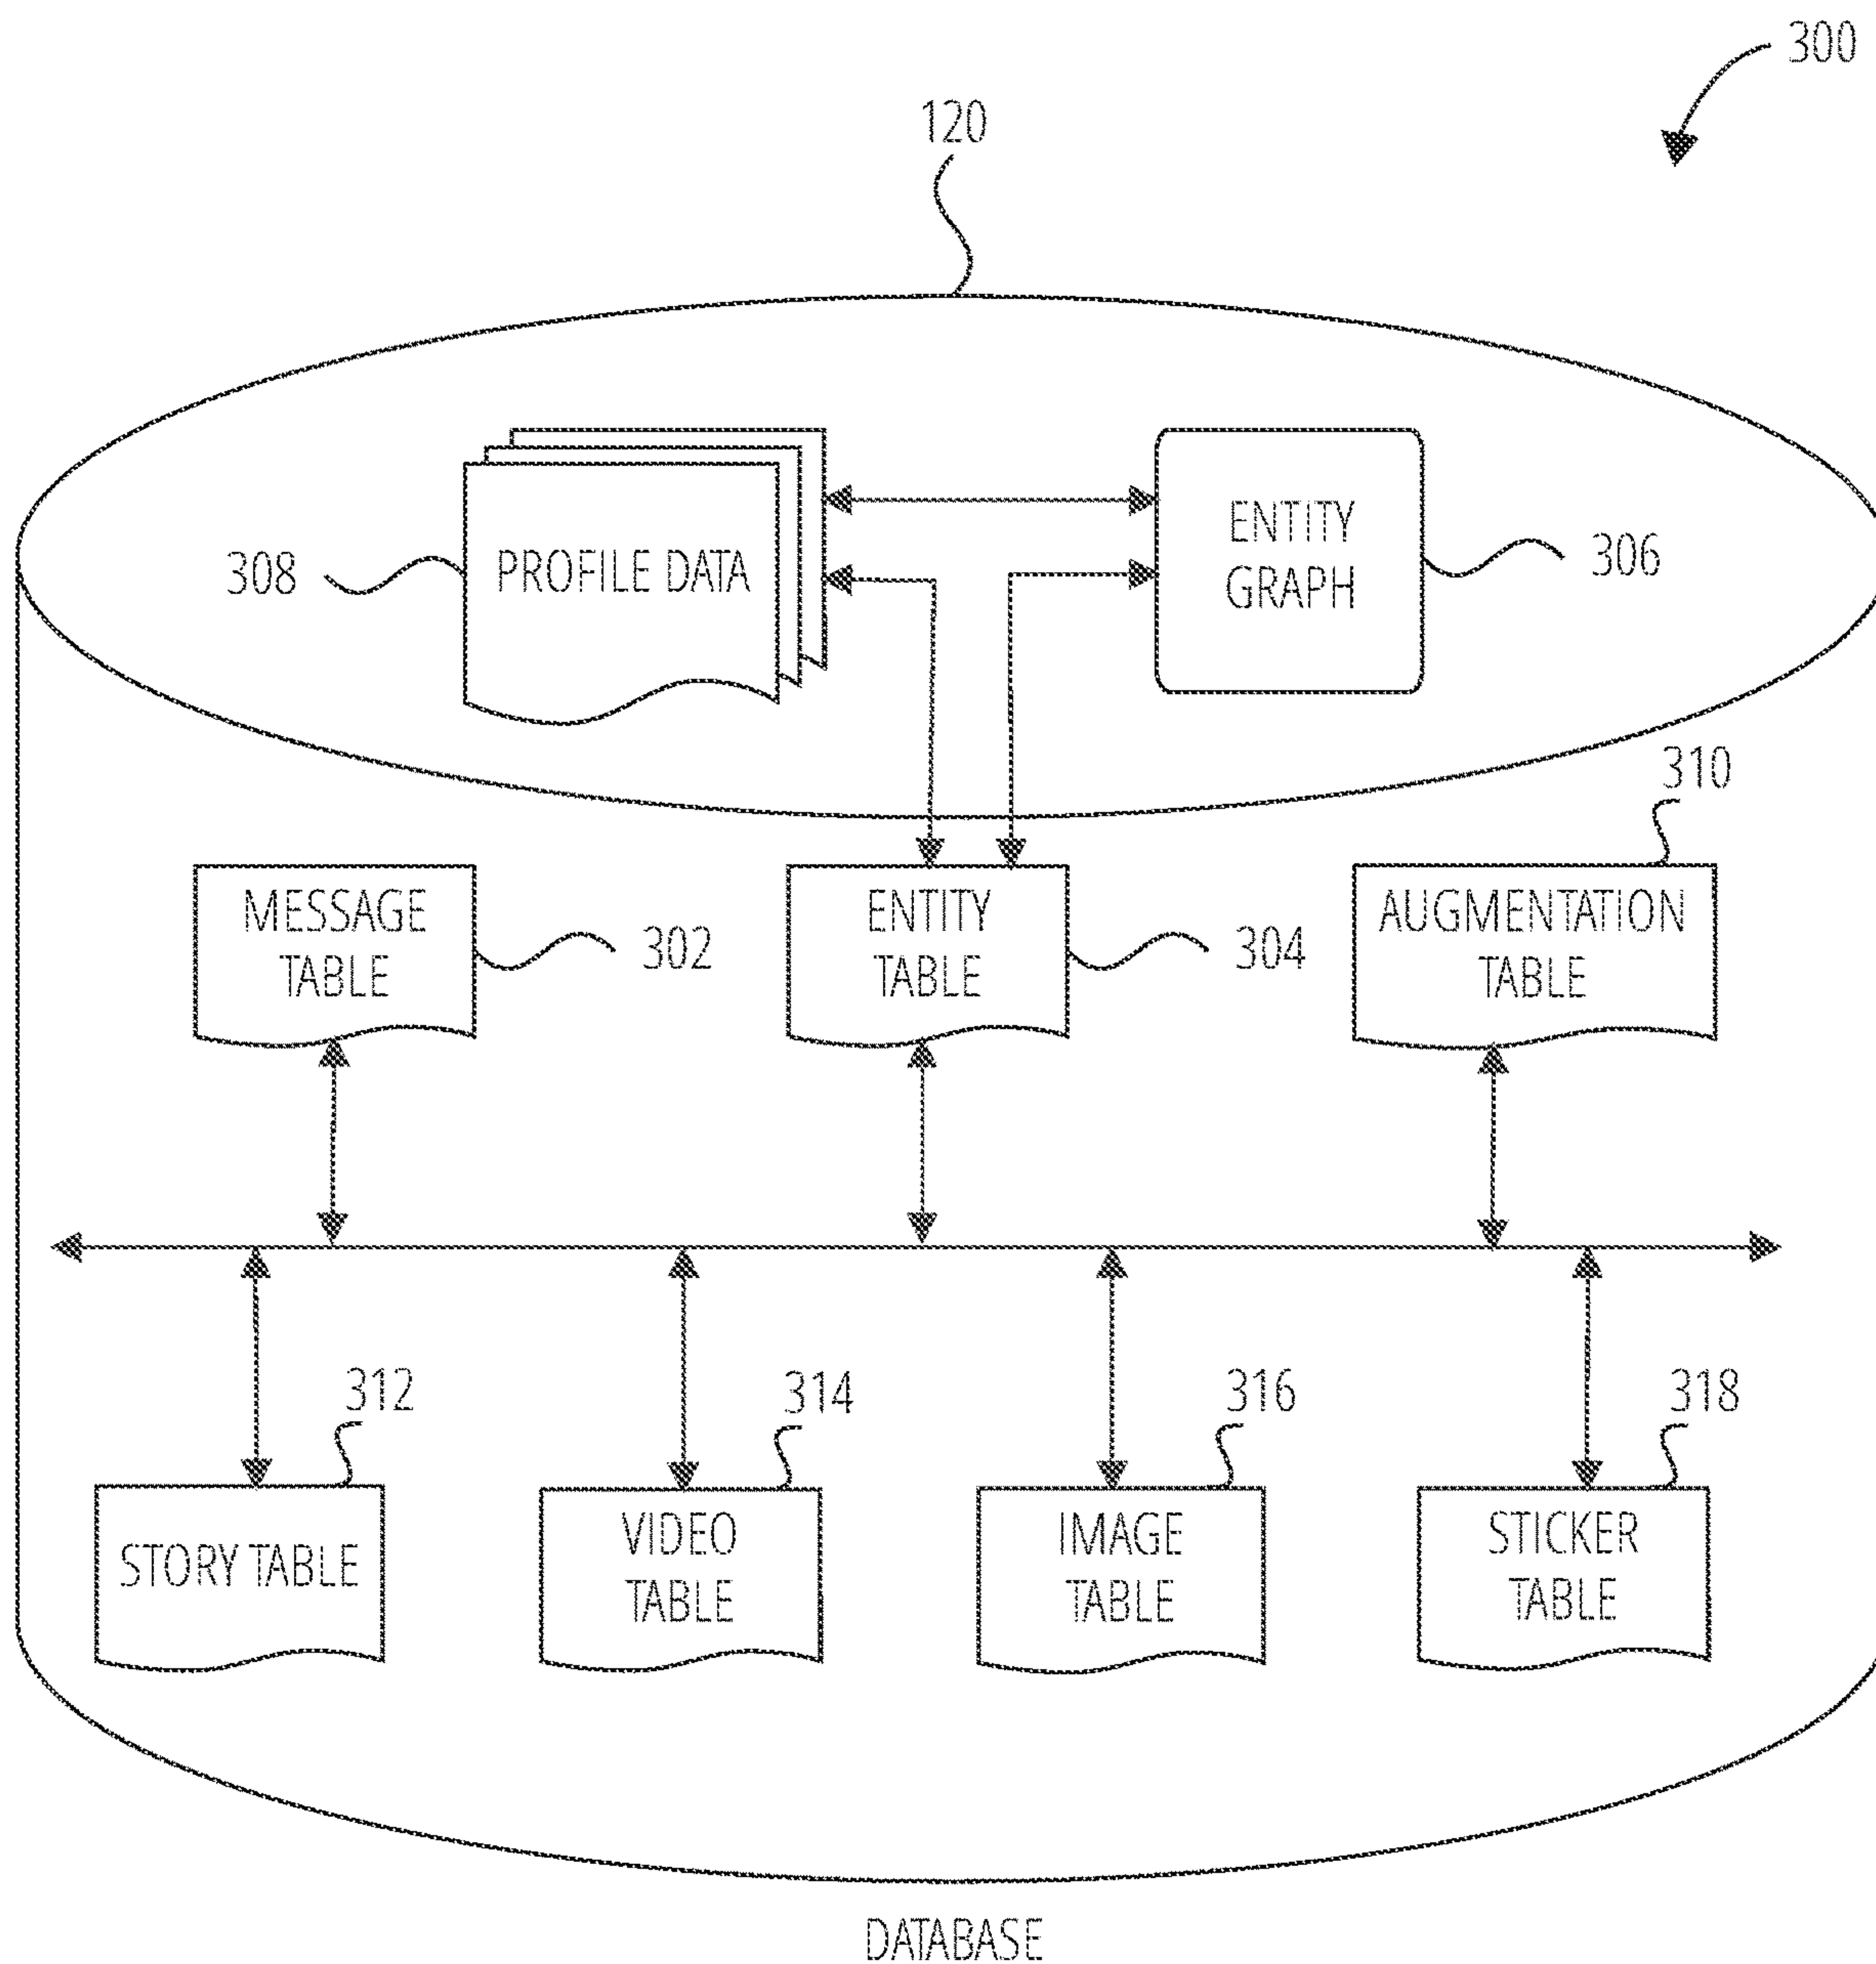 300
120
308
PROFILE DATA
ENTITY
GRAPH
306
310
MESSAGE
TABLE
302
ENTITY
TABLE
304
AUGMENTATION
TABLE
312
314
316
318
STORY TABLE
VIDEO
TABLE
IMAGE
TABLE
STICKER
TABLE
DATABASE